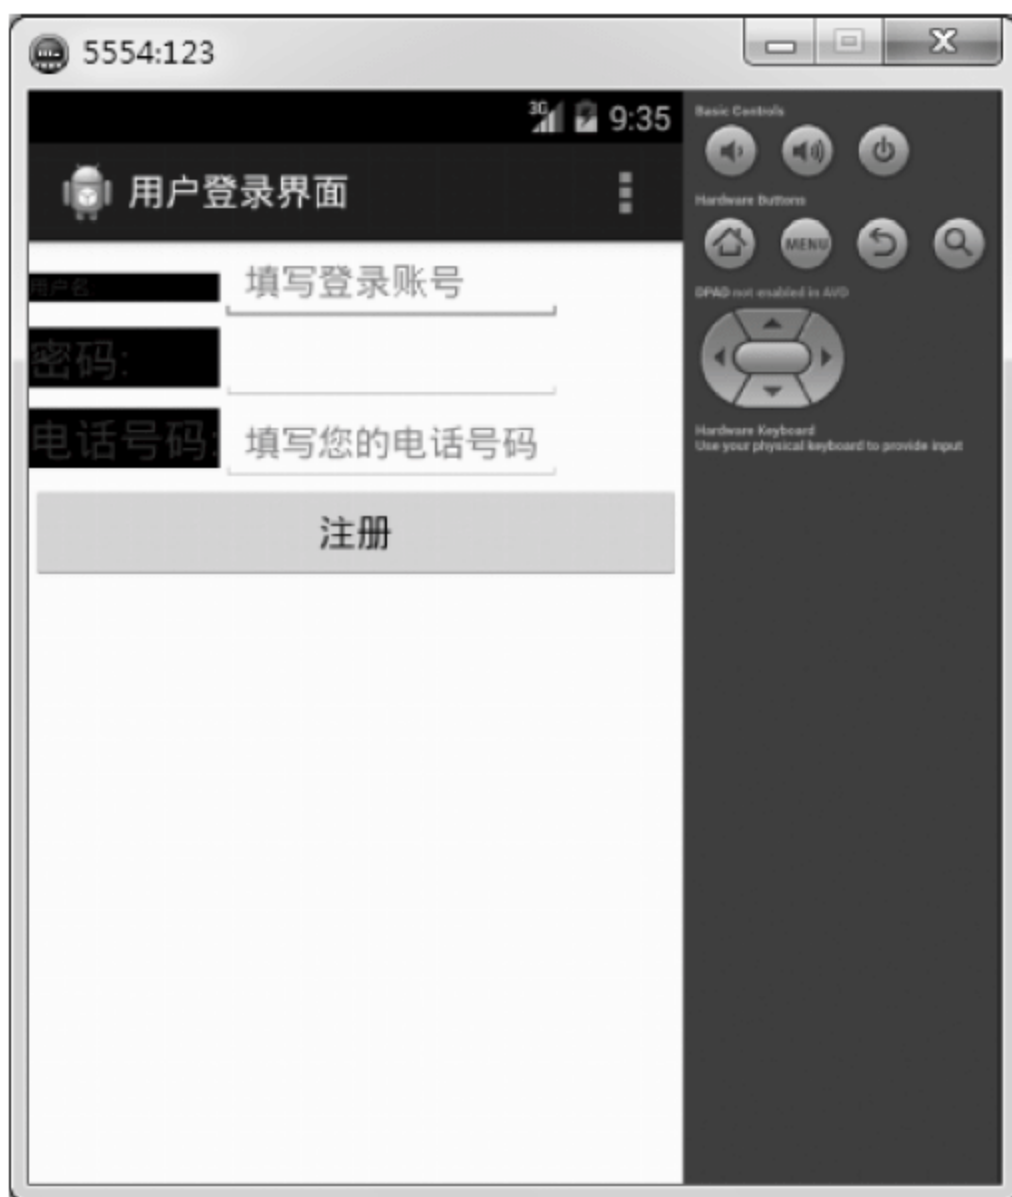 5554:123
3G 9:35
用户登录界面
用户名
填写登录账号
密码:
电话号码:
填写您的电话号码
注册
Basic Controls
Hardware Buttons
MENU
DPAD not enabled in AVD
Hardware Keyboard
Use your physical keyboard to provide input